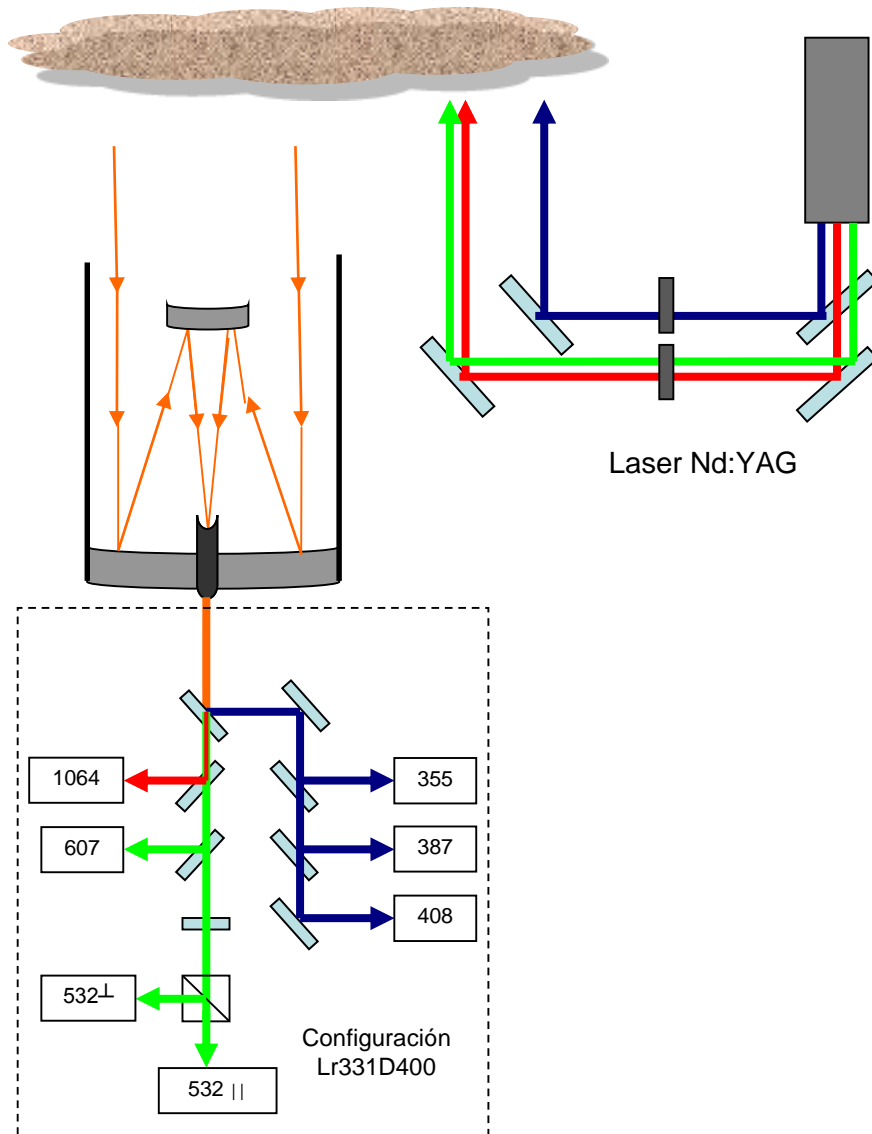 Laser Nd:YAG
1064
355
607
387
408
532⊥
Configuración
Lr331D400
532 ||